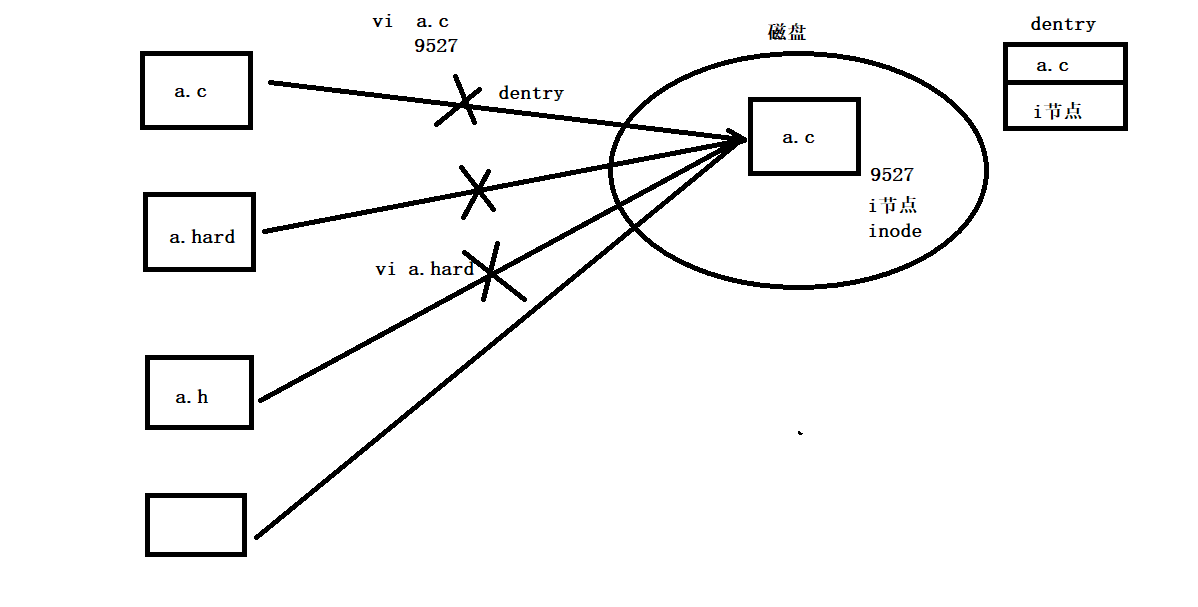 vi a.c
9527
磁盘
dentry
a.c
i节点
a.c
dentry
a.c
9527
i节点
inode
a.hard
vi a.hard
a.h